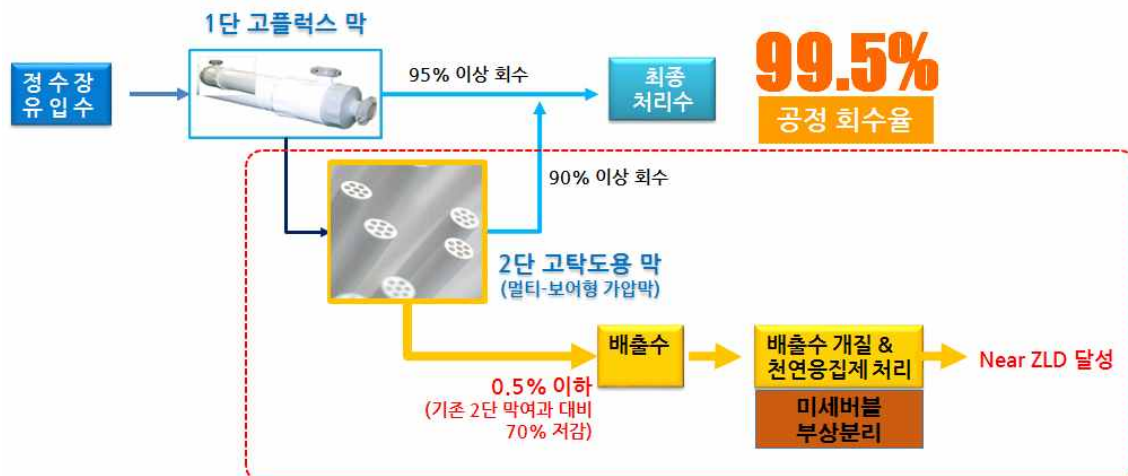 1단 고플럭스 막
정수장
유입수
95% 이상 회수
최종
처리수
99.5%
공정 회수율
90% 이상 회수
2단 고탁도용 막
(멀티-보어형 가압막)
배출수
배출수 개질 &
천연응집제 처리
Near ZLD 달성
0.5% 이하
(기존 2단 막여과 대비
70% 저감)
미세버블
부상분리